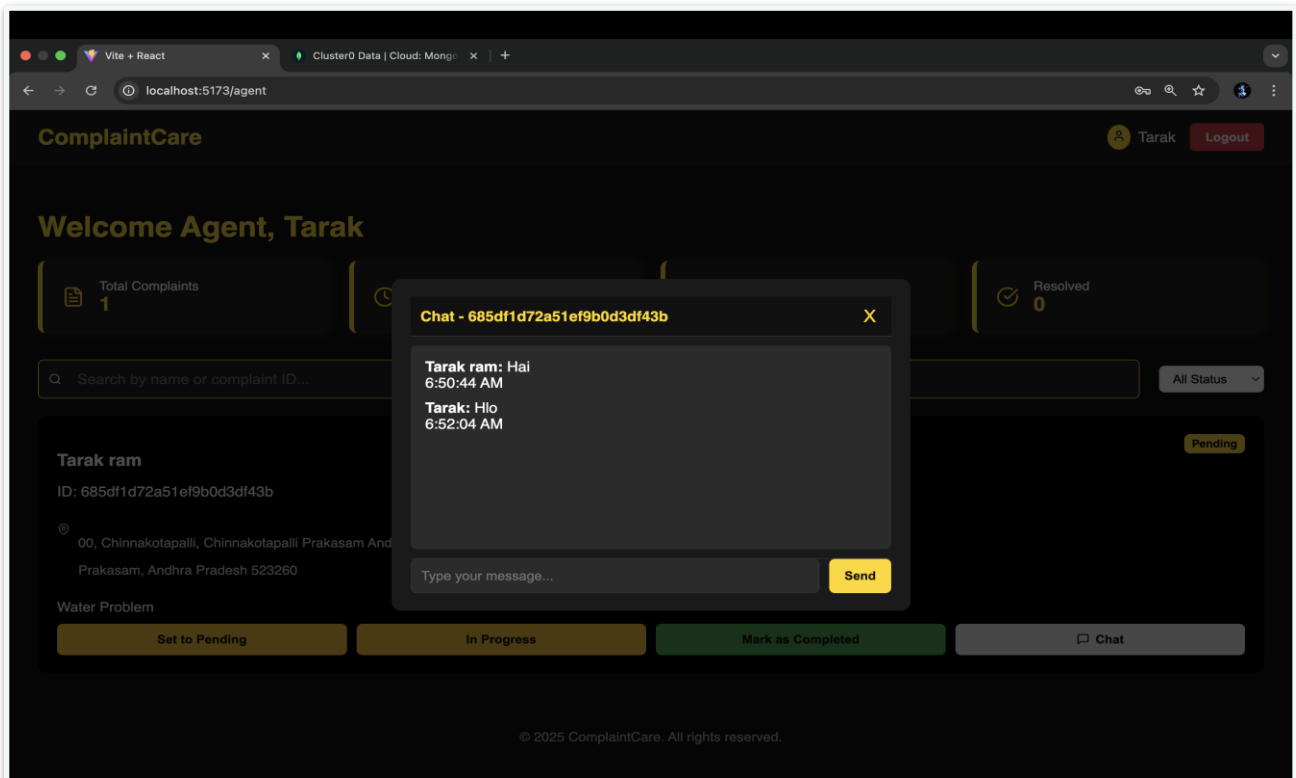 Vite + React
Cluster0 Data | Cloud: Mongo
localhost:5173/agent
ComplaintCare
Tarak
Logout
Welcome Agent, Tarak
Total Complaints
1
Resolved
0
Chat - 685df1d72a51ef9b0d3df43b
X
Tarak ram: Hai
6:50:44 AM
Tarak: Hlo
6:52:04 AM
Type your message...
Send
Search by name or complaint ID...
All Status
Tarak ram
Pending
ID: 685df1d72a51ef9b0d3df43b
00, Chinnakotapalli, Chinnakotapalli Prakasam And
Prakasam, Andhra Pradesh 523260
Water Problem
Set to Pending
In Progress
Mark as Completed
Chat
© 2025 ComplaintCare. All rights reserved.